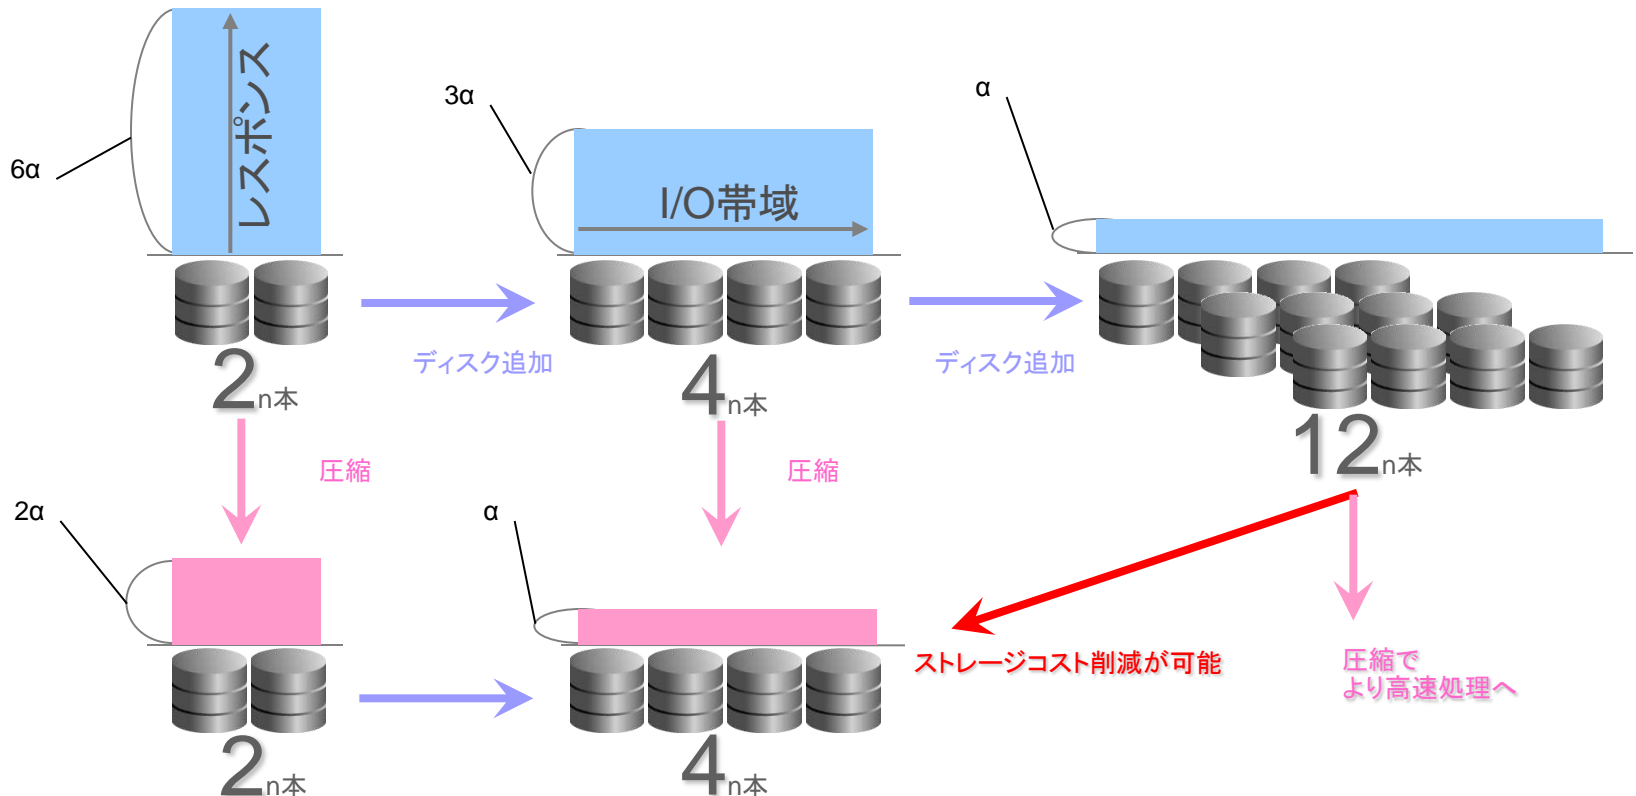 6α
レスポンス
3α
I/O帯域
α
2n本
ディスク追加
4n本
ディスク追加
12n本
圧縮
圧縮
2α
α
ストレージコスト削減が可能
圧縮で
より高速処理へ
2n本
4n本